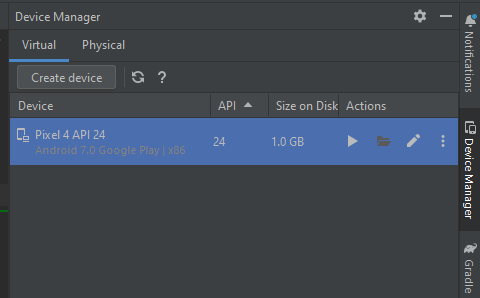 Device Manager
Virtual
Physical
Create device
?
Device
API
Size on Disk
Actions
Pixel 4 API 24
24
1.0 GB
Android 7.0 Google Play | x86
Notifications
Device Manager
Gradle